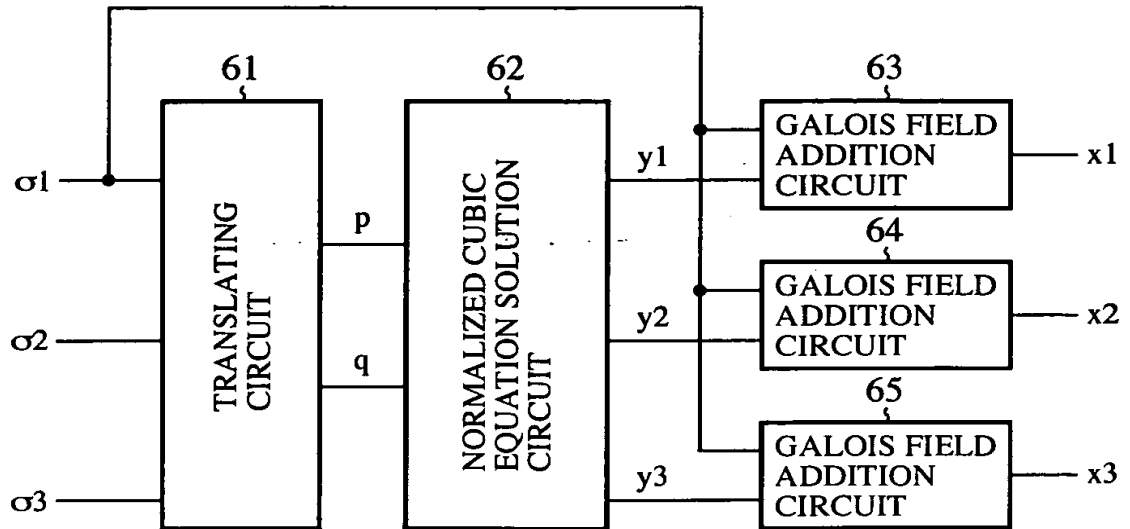 61
62
63
64
65
σ1
σ2
σ3
TRANSLATING
CIRCUIT
p
q
NORMALIZED CUBIC
EQUATION SOLUTION
CIRCUIT
y1
y2
y3
GALOIS FIELD
ADDITION
CIRCUIT
x1
GALOIS FIELD
ADDITION
CIRCUIT
x2
GALOIS FIELD
ADDITION
CIRCUIT
x3